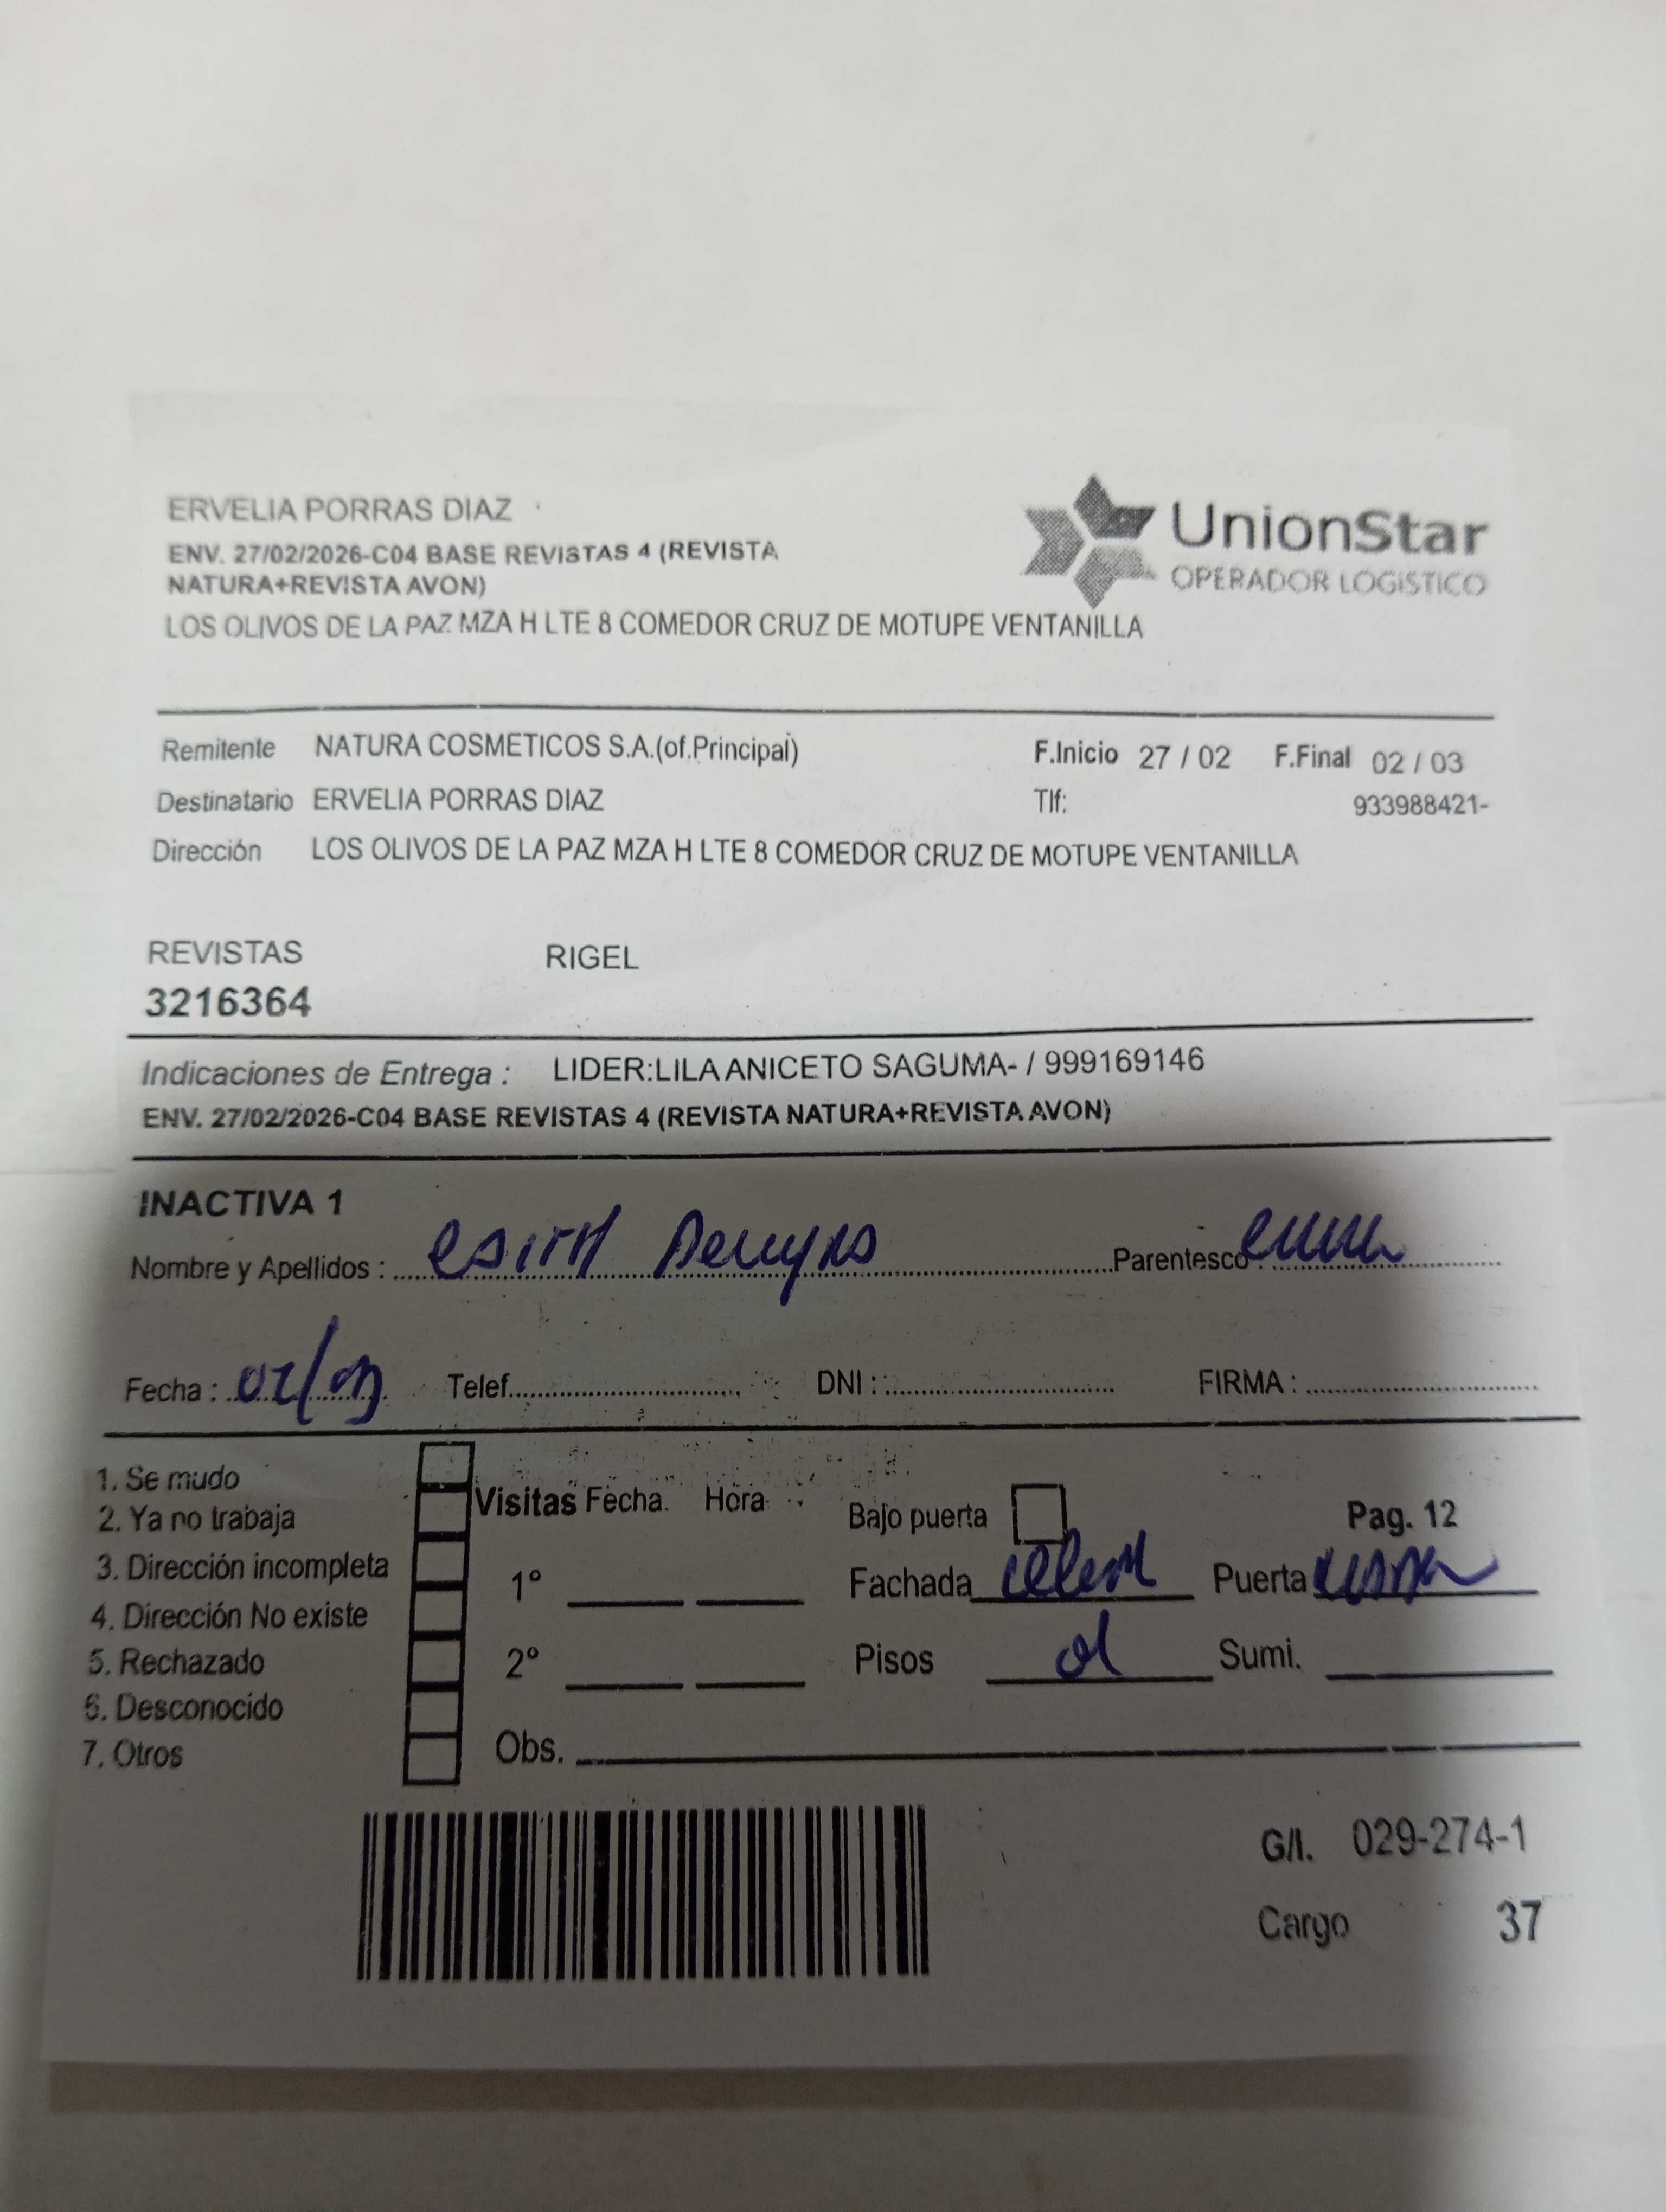 ERVELIA PORRAS DIAZ
ENV. 27/02/2026-C04 BASE REVISTAS 4 (REVISTA
NATURA+REVISTA AVON)
LOS OLIVOS DE LA PAZ MZA H LTE 8 COMEDOR CRUZ DE MOTUPE VENTANILLA
UnionStar
OPERADOR LOGISTICO
Remitente NATURA COSMETICOS S.A.(of.Principal) F.Inicio 27 / 02 F.Final 02 / 03
Destinatario ERVELIA PORRAS DIAZ Tlf: 933988421-
Dirección LOS OLIVOS DE LA PAZ MZA H LTE 8 COMEDOR CRUZ DE MOTUPE VENTANILLA
REVISTAS RIGEL
3216364
Indicaciones de Entrega : LIDER:LILA ANICETO SAGUMA- / 999169146
ENV. 27/02/2026-C04 BASE REVISTAS 4 (REVISTA NATURA+REVISTA AVON)
INACTIVA 1
Nombre y Apellidos : Parentesco :
Fecha : 02/03 Telef. DNI : FIRMA :
1. Se mudo
2. Ya no trabaja
3. Dirección incompleta
4. Dirección No existe
5. Rechazado
6. Desconocido
7. Otros
Visitas Fecha. Hora
1°
2°
Obs.
Bajo puerta Pag. 12
Fachada Puerta
Pisos Sumi.
G/I. 029-274-1
Cargo 37